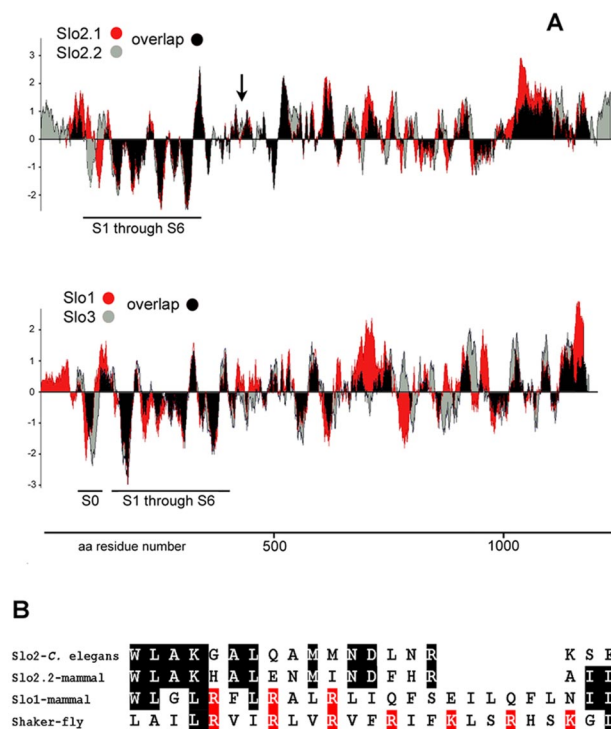 A
Slo2.1
Slo2.2
overlap
3
2
1
0
-1
-2
S1 through S6
Slo1
Slo3
overlap
2
1
0
-1
-2
-3
S0
S1 through S6
aa residue number
500
1000
B
Slo2-C. elegans W L A K G A L Q A M M N D L N R K S E
Slo2.2-mammal W L A K H A L E N M I N D F H R A I I
Slo1-mammal W L G L R F L R A L R L I Q F S E I L Q F L N I I
Shaker-fly L A I L R V I R L V R V F R I F K L S R H S K G L